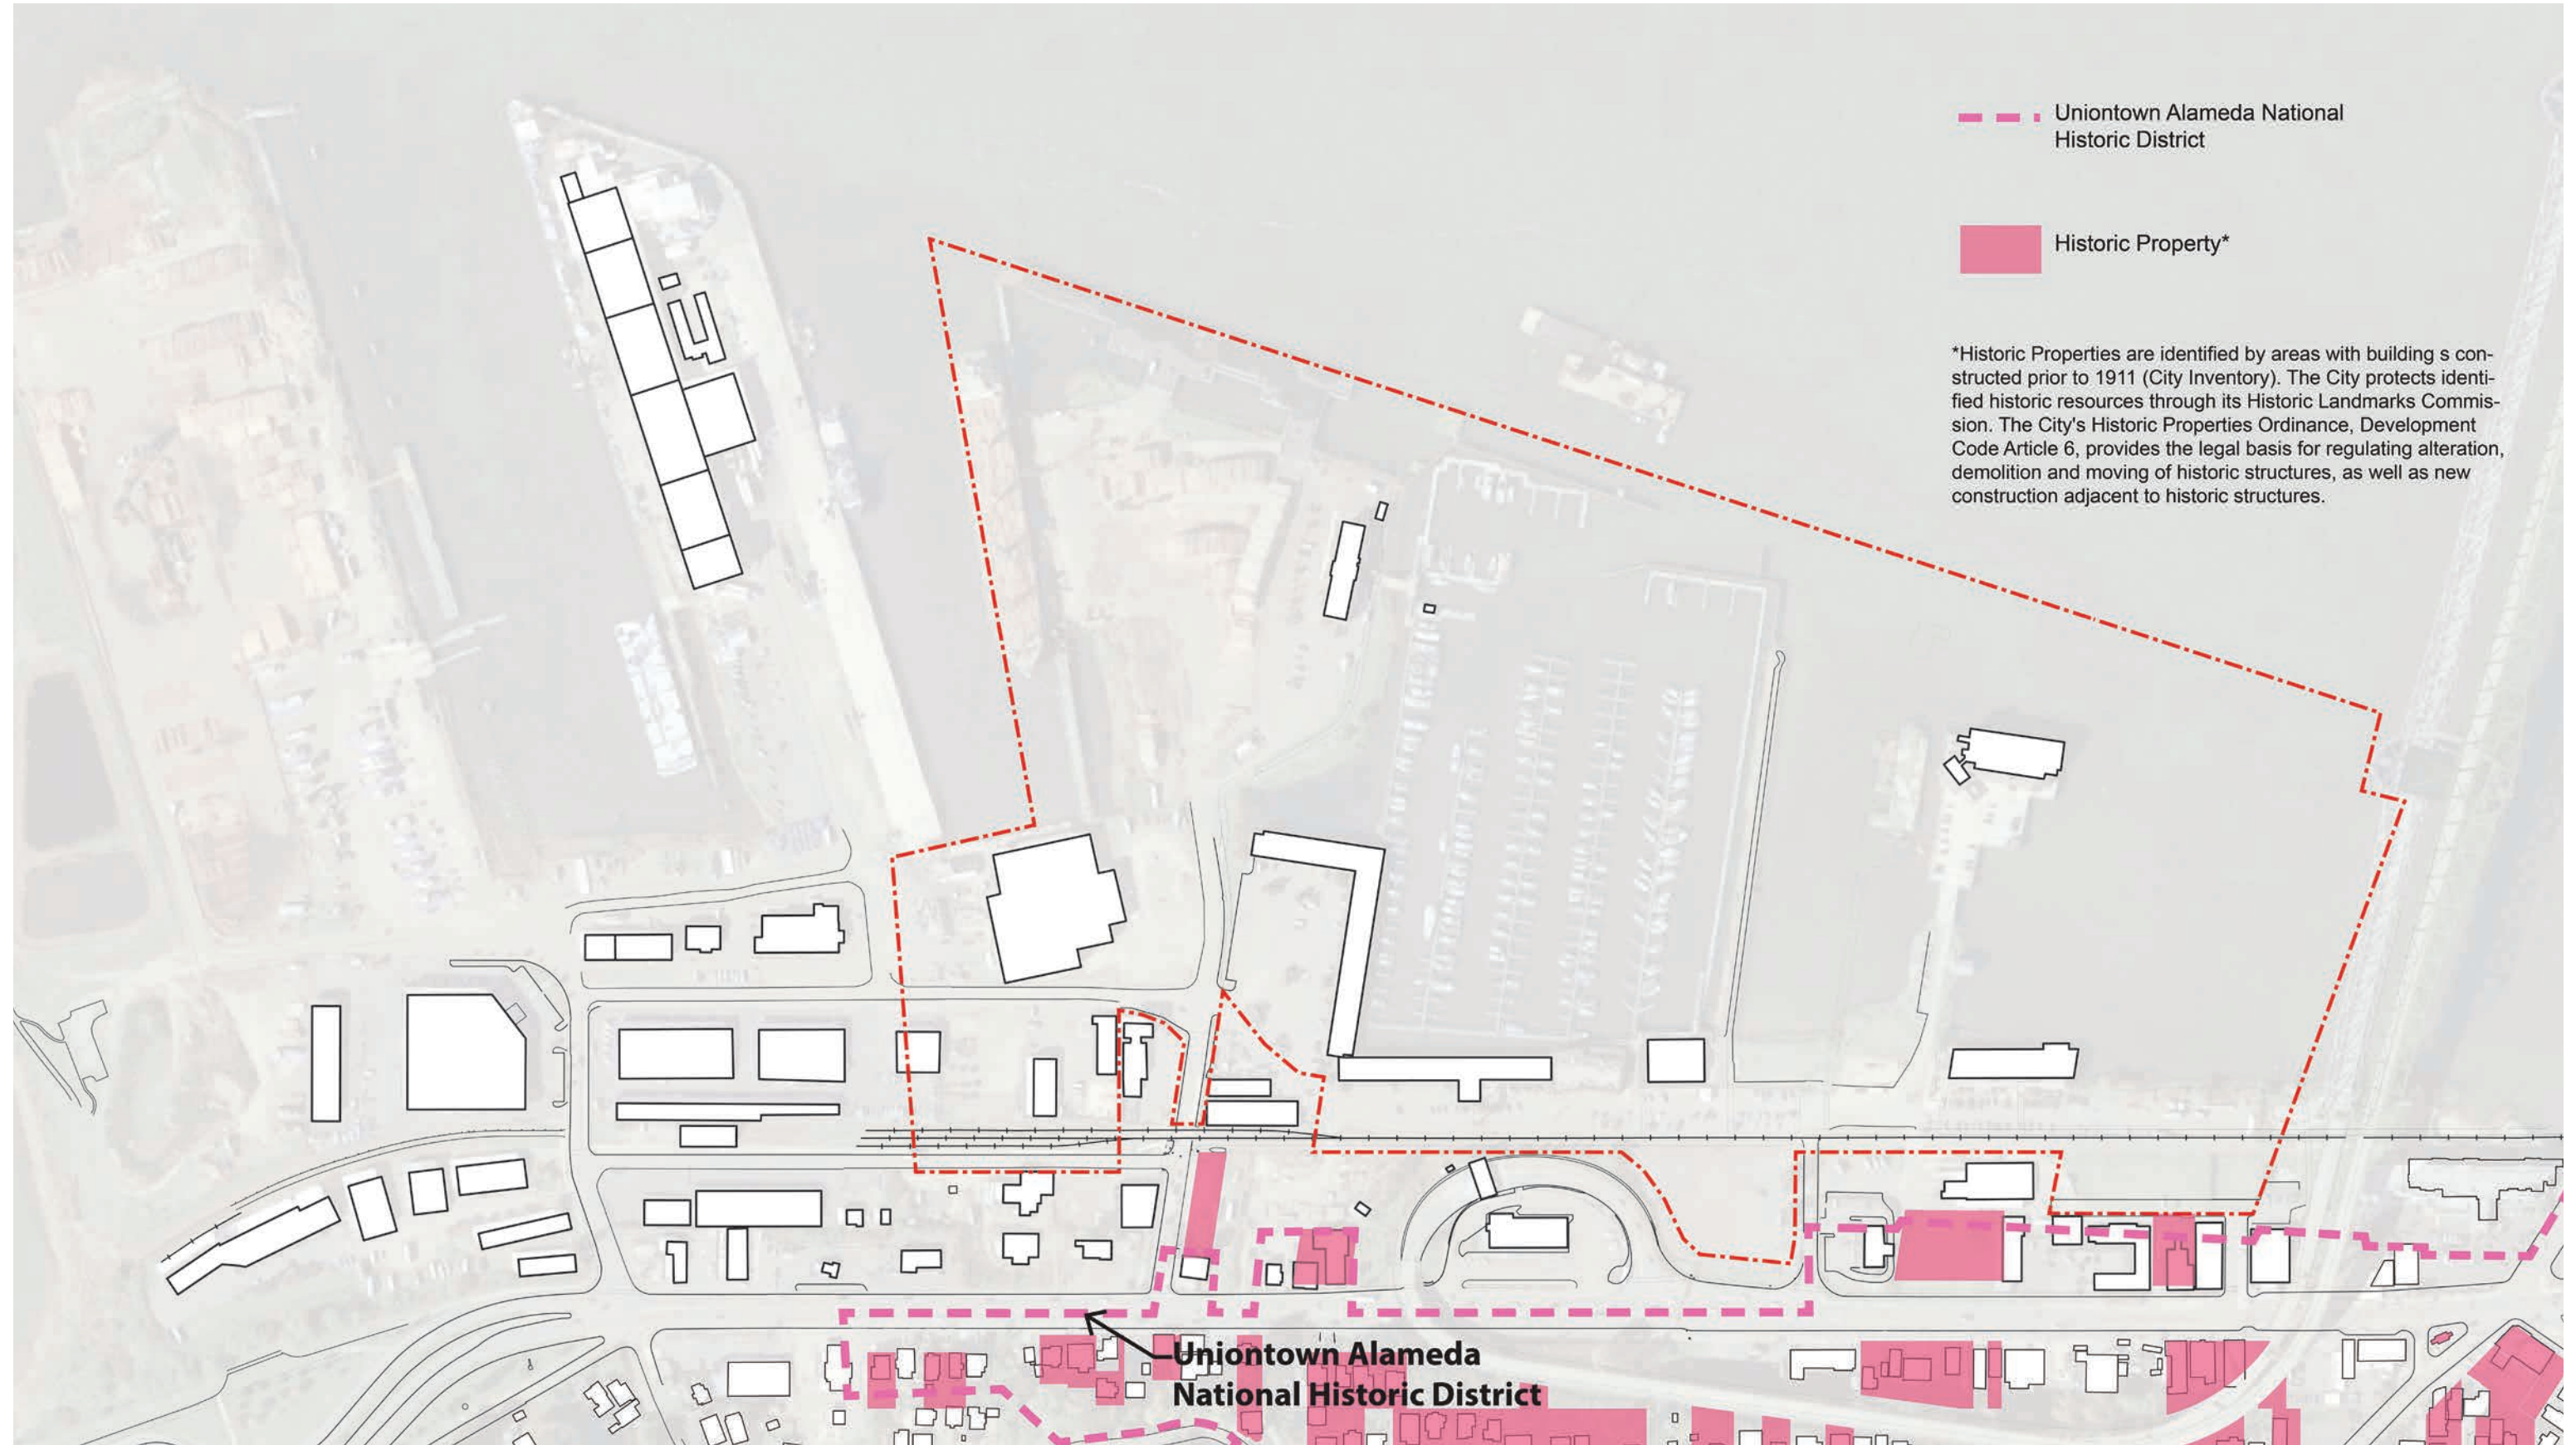 Uniontown Alameda National
Historic District
Historic Property*
*Historic Properties are identified by areas with building s con-
structed prior to 1911 (City Inventory). The City protects identi-
fied historic resources through its Historic Landmarks Commis-
sion. The City's Historic Properties Ordinance, Development
Code Article 6, provides the legal basis for regulating alteration,
demolition and moving of historic structures, as well as new
construction adjacent to historic structures.
Uniontown Alameda
National Historic District